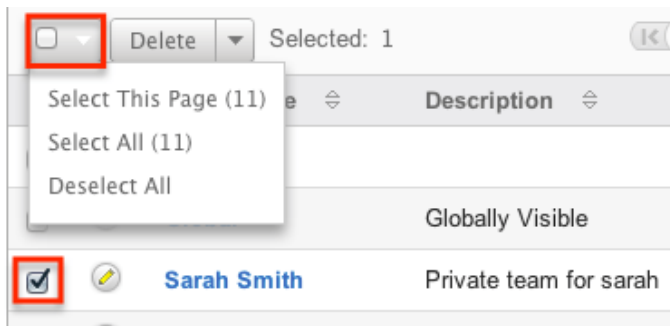 Delete Selected: 1
Select This Page (11)
e Description
Select All (11)
Deselect All
Globally Visible
Sarah Smith Private team for sarah